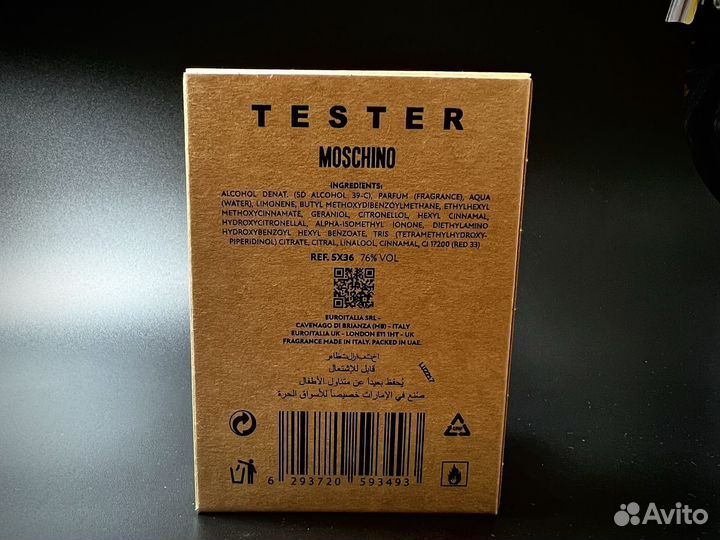 TESTER
MOSCHINO
INGREDIENTS:
ALCOHOL DENAT. (SD ALCOHOL 39-C), PARFUM (FRAGRANCE), AQUA
(WATER), LIMONENE, BUTYL METHOXYDIBENZOYLMETHANE, ETHYLHEXYL
METHOXYCINNAMATE, GERANIOL, CITRONELLOL, HEXYL CINNAMAL,
HYDROXYCITRONELLAL, ALPHA-ISOMETHYL IONONE, DIETHYLAMINO
HYDROXYBENZOYL HEXYL BENZOATE, TRIS (TETRAMETHYLHYDROXY-
PIPERIDINOL) CITRATE, CITRAL, LINALOOL, CINNAMAL, CI 17200 (RED 33)
REF. 5X36 76% VOL
EUROITALIA SRL -
CAVENAGO DI BRIANZA (MB) - ITALY
EUROITALIA UK - LONDON E11 1HT - UK
FRAGRANCE MADE IN ITALY. PACKED IN UAE.
قابل للإشتعال
يُحفظ بعيداً عن متناول الأطفال
صنع في الإمارات خصيصاً للأسواق الحرة
6 293720 593493
Avito